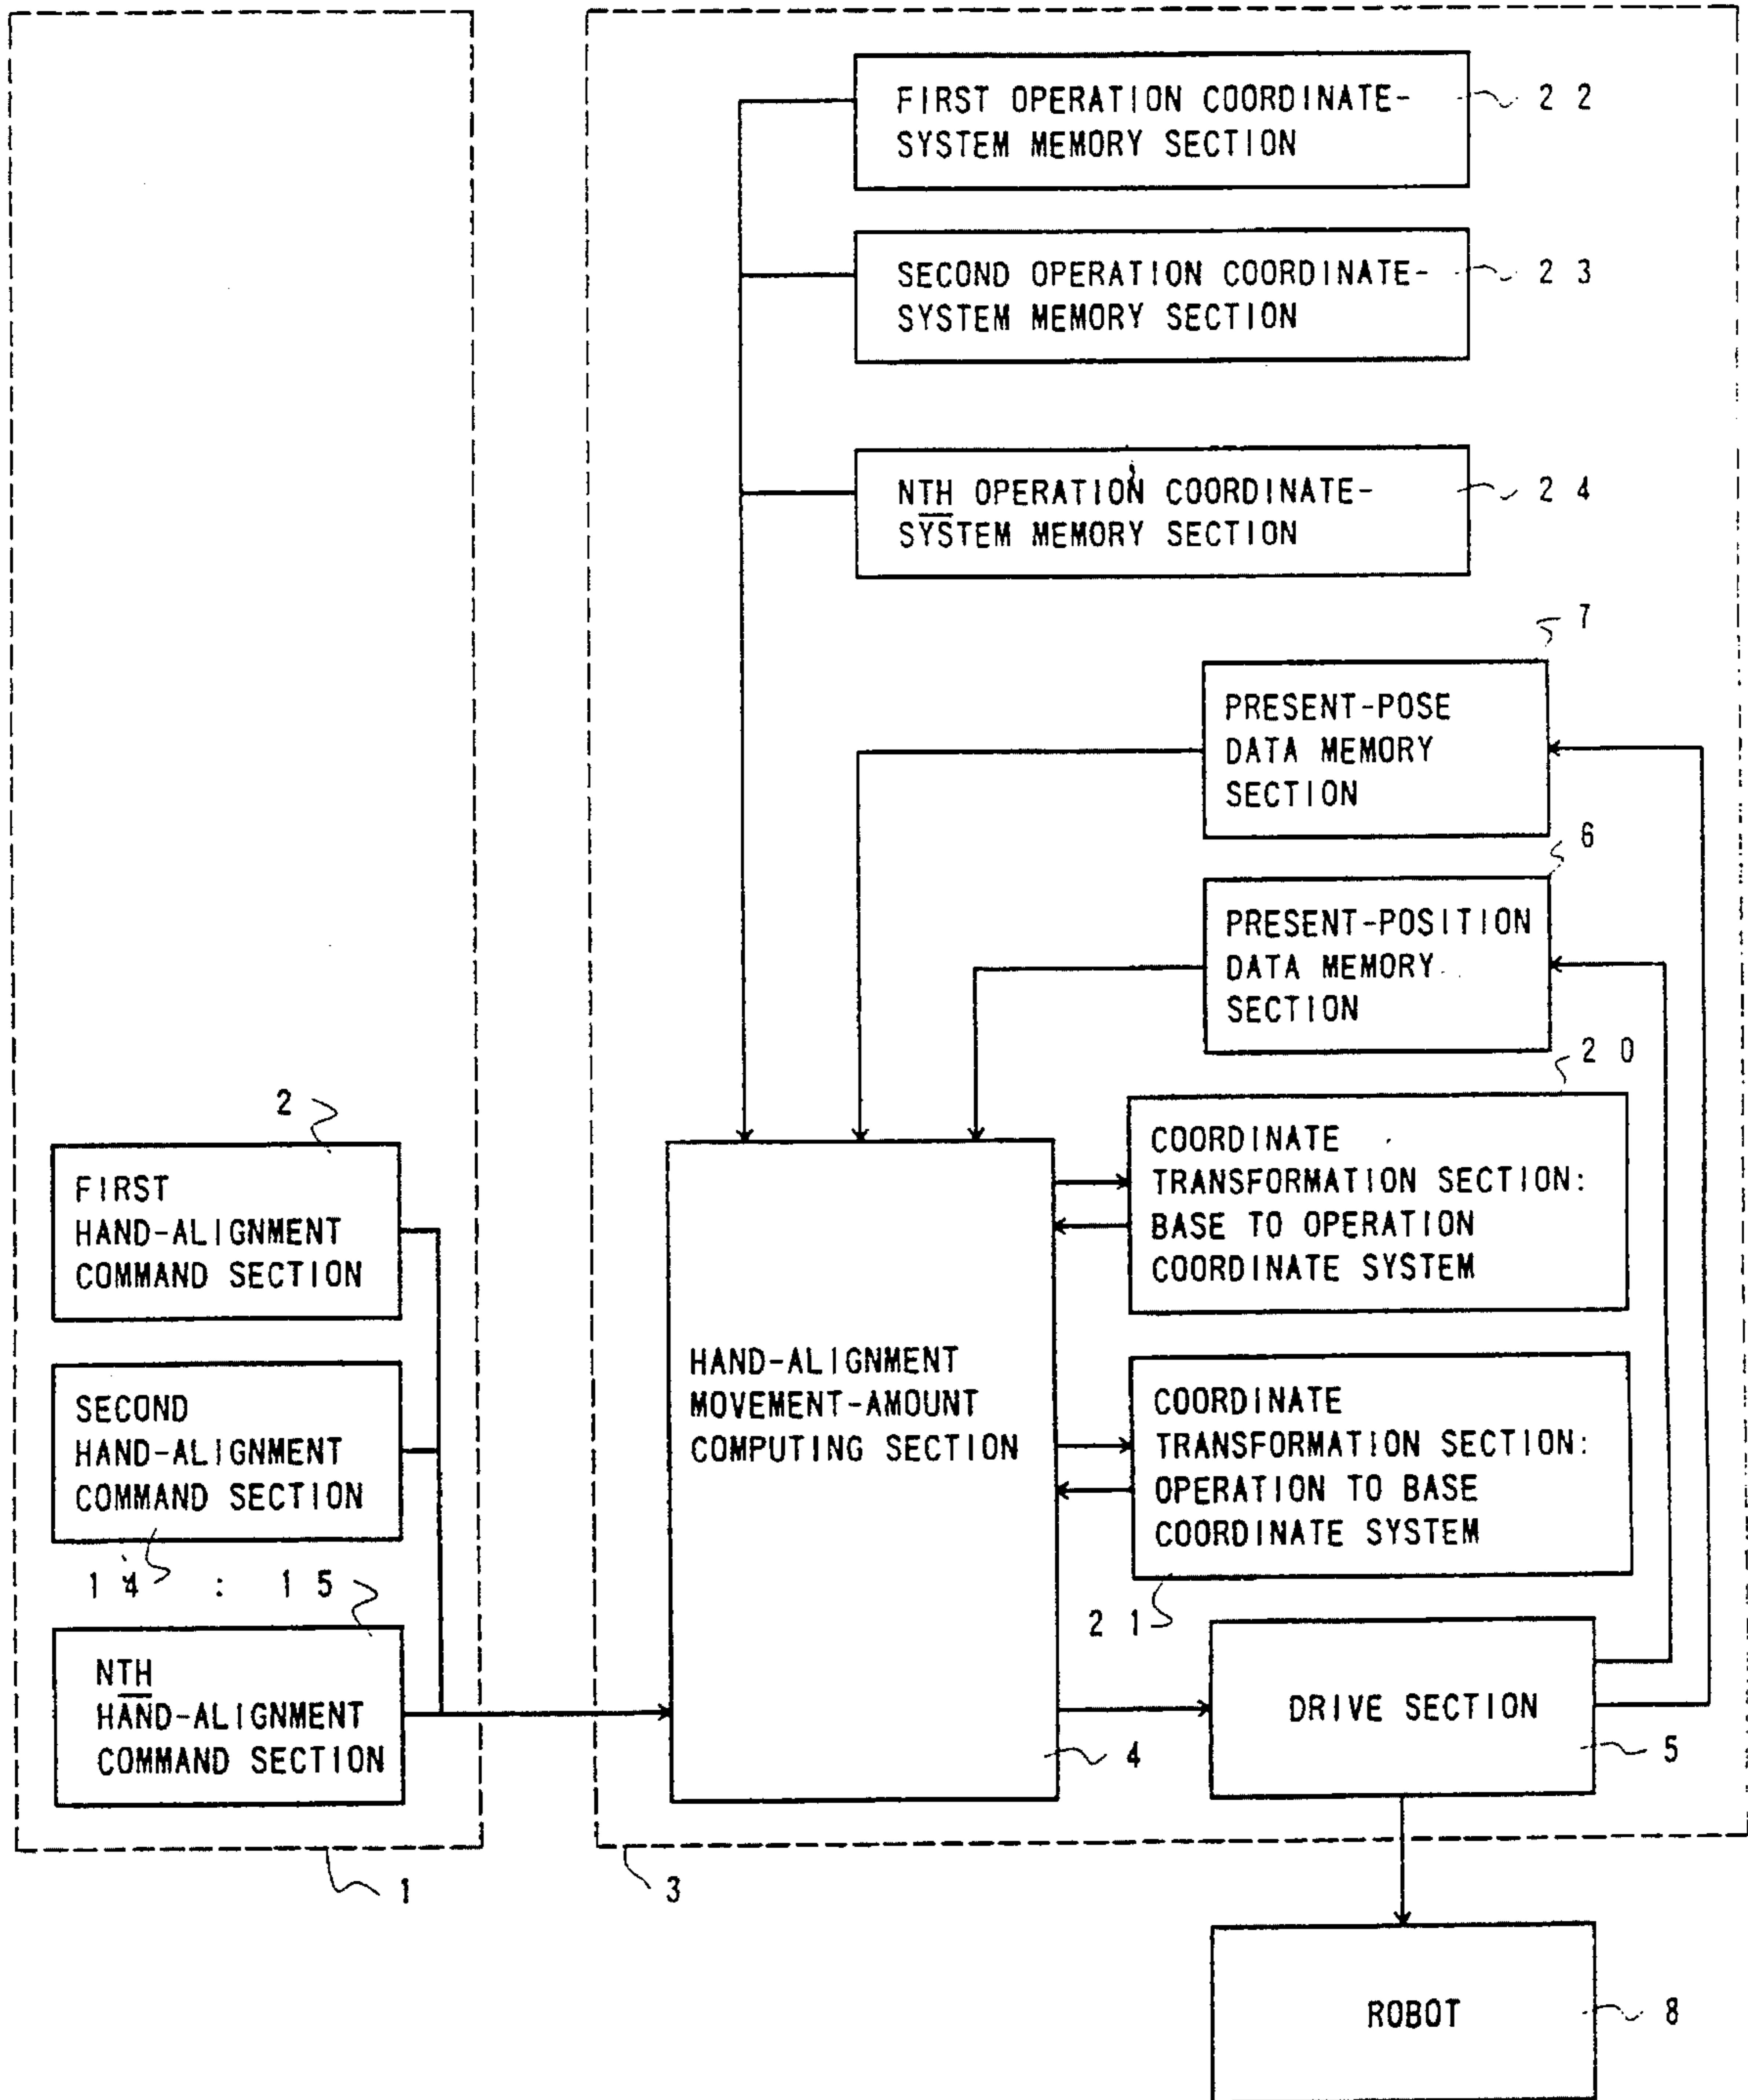 FIRST OPERATION COORDINATE-
SYSTEM MEMORY SECTION
22
SECOND OPERATION COORDINATE-
SYSTEM MEMORY SECTION
23
NTH OPERATION COORDINATE-
SYSTEM MEMORY SECTION
24
7
PRESENT-POSE
DATA MEMORY
SECTION
6
PRESENT-POSITION
DATA MEMORY
SECTION
20
COORDINATE
TRANSFORMATION SECTION:
BASE TO OPERATION
COORDINATE SYSTEM
2
FIRST
HAND-ALIGNMENT
COMMAND SECTION
HAND-ALIGNMENT
MOVEMENT-AMOUNT
COMPUTING SECTION
COORDINATE
TRANSFORMATION SECTION:
OPERATION TO BASE
COORDINATE SYSTEM
21
SECOND
HAND-ALIGNMENT
COMMAND SECTION
14 : 15
NTH
HAND-ALIGNMENT
COMMAND SECTION
4
DRIVE SECTION
5
1
3
ROBOT
8